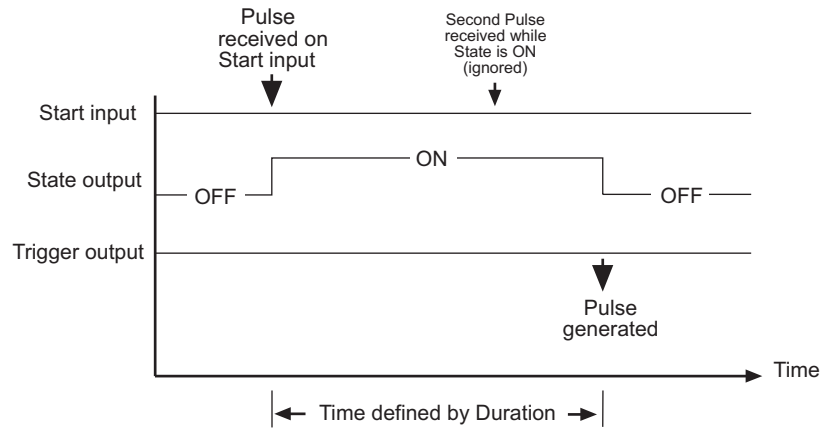 Pulse
received on
Start input
Second Pulse
received while
State is ON
(ignored)
Start input
State output
OFF
ON
OFF
Trigger output
Pulse
generated
Time
Time defined by Duration